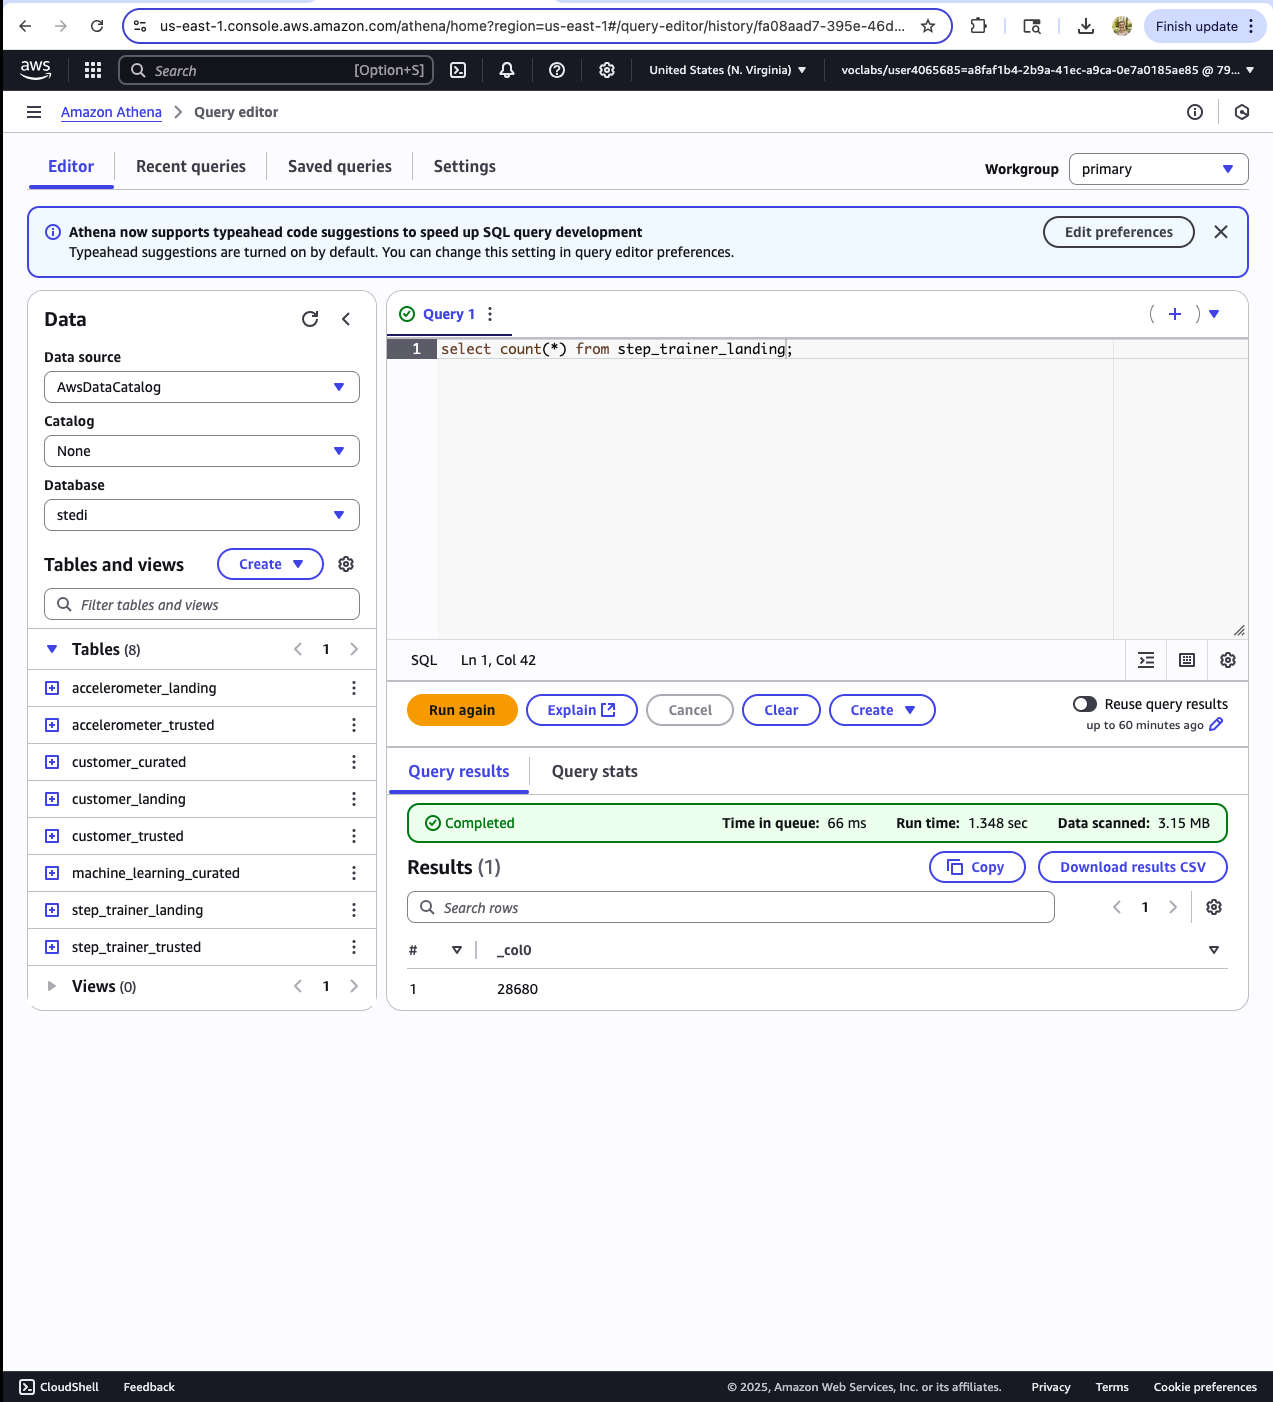 us-east-1.console.aws.amazon.com/athena/home?region=us-east-1#/query-editor/history/fa08aad7-395e-46d...
Finish update
aws
Search [Option+S]
United States (N. Virginia)
voclabs/user4065685=a8faf1b4-2b9a-41ec-a9ca-0e7a0185ae85 @ 79...
Amazon Athena > Query editor
Editor
Recent queries
Saved queries
Settings
Workgroup
primary
Athena now supports typeahead code suggestions to speed up SQL query development
Typeahead suggestions are turned on by default. You can change this setting in query editor preferences.
Edit preferences
Data
Data source
AwsDataCatalog
Catalog
None
Database
stedi
Tables and views
Create
Filter tables and views
Tables (8)
1
accelerometer_landing
accelerometer_trusted
customer_curated
customer_landing
customer_trusted
machine_learning_curated
step_trainer_landing
step_trainer_trusted
Views (0)
1
Query 1
1 select count(*) from step_trainer_landing;
SQL
Ln 1, Col 42
Run again
Explain
Cancel
Clear
Create
Reuse query results
up to 60 minutes ago
Query results
Query stats
Completed
Time in queue: 66 ms
Run time: 1.348 sec
Data scanned: 3.15 MB
Results (1)
Copy
Download results CSV
Search rows
1
# _col0
1 28680
CloudShell
Feedback
© 2025, Amazon Web Services, Inc. or its affiliates.
Privacy
Terms
Cookie preferences